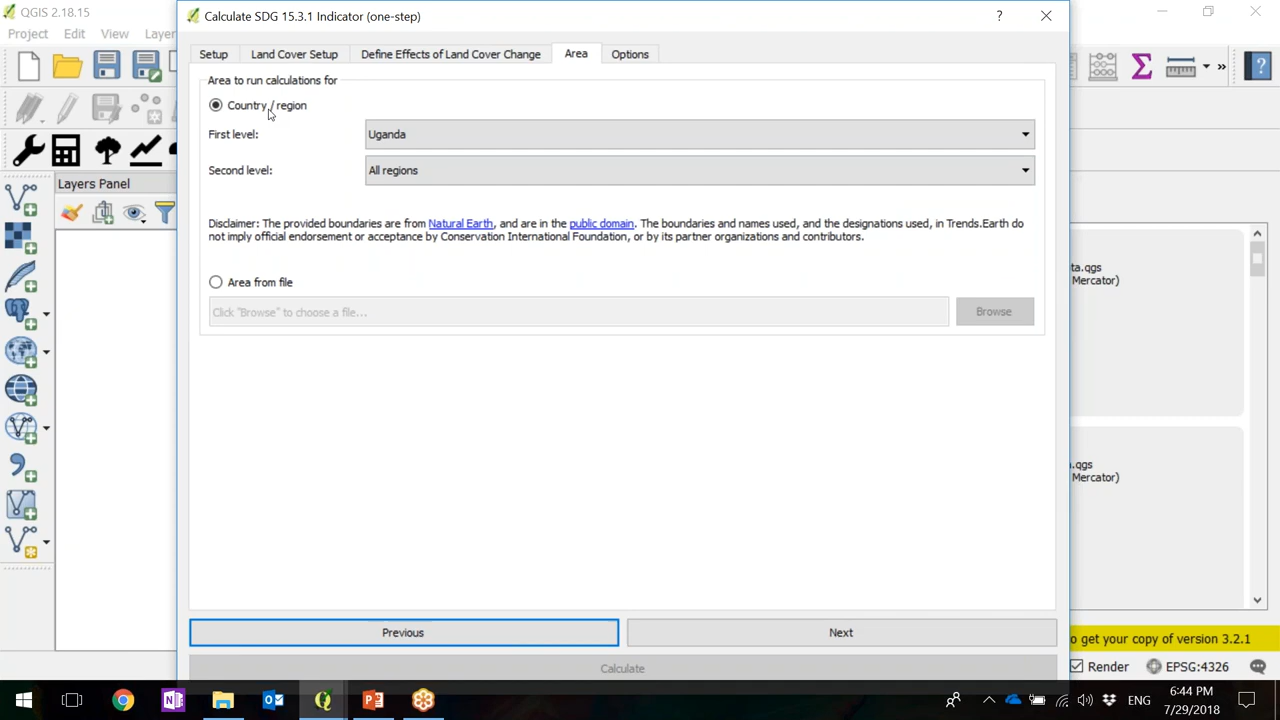 QGIS 2.18.15
Calculate SDG 15.3.1 Indicator (one-step)
?
Project Edit View Layer
Setup
Land Cover Setup
Define Effects of Land Cover Change
Area
Options
Area to run calculations for
Country / region
First level:
Uganda
Second level:
All regions
Layers Panel
Disclaimer: The provided boundaries are from Natural Earth, and are in the public domain. The boundaries and names used, and the designations used, in Trends.Earth do
not imply official endorsement or acceptance by Conservation International Foundation, or by its partner organizations and contributors.
ta.qgs
Mercator)
Area from file
Click "Browse" to choose a file...
Browse
.qgs
Mercator)
Previous
Next
o get your copy of version 3.2.1
Calculate
Render
EPSG:4326
ENG
6:44 PM
7/29/2018